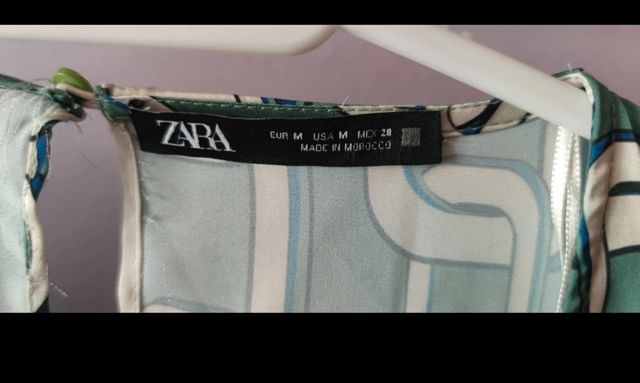 ZARA
EUR M USA M MEX 28
MADE IN MOROCCO